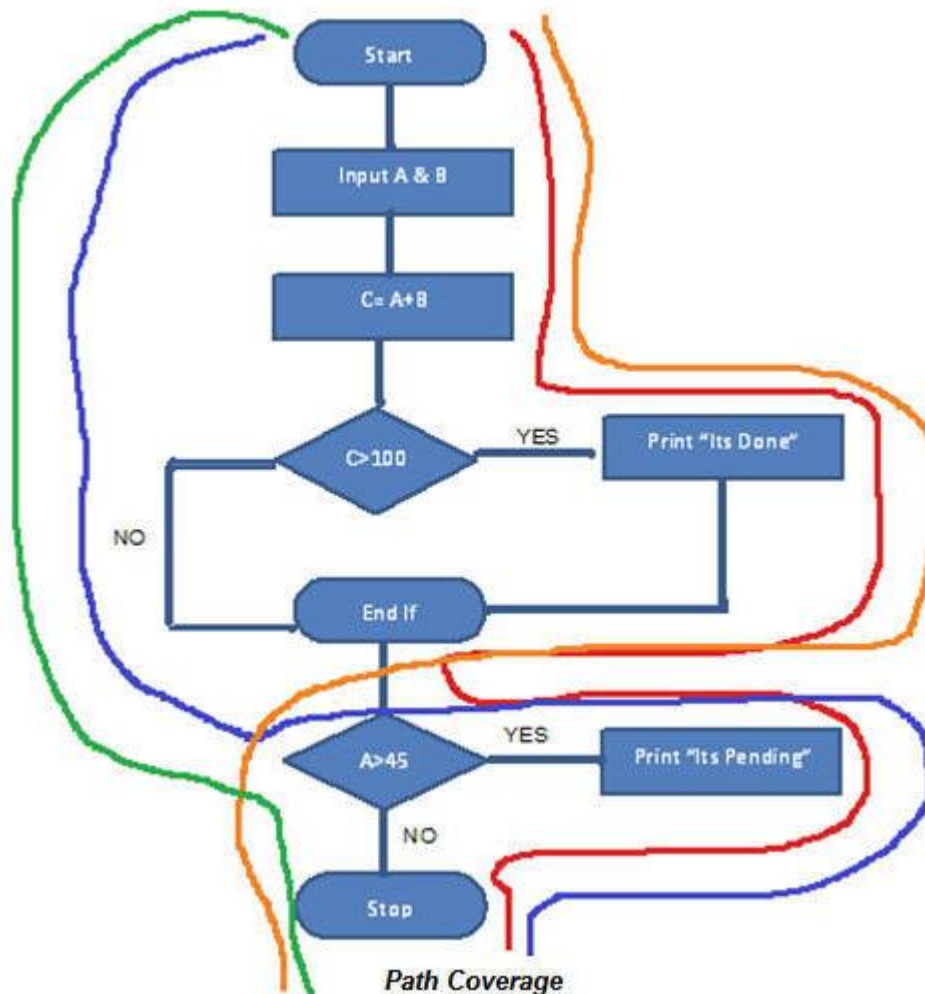 Start
Input A & B
C= A+B
C>100
YES
Print "Its Done"
NO
End If
A>45
YES
Print "Its Pending"
NO
Stop
Path Coverage